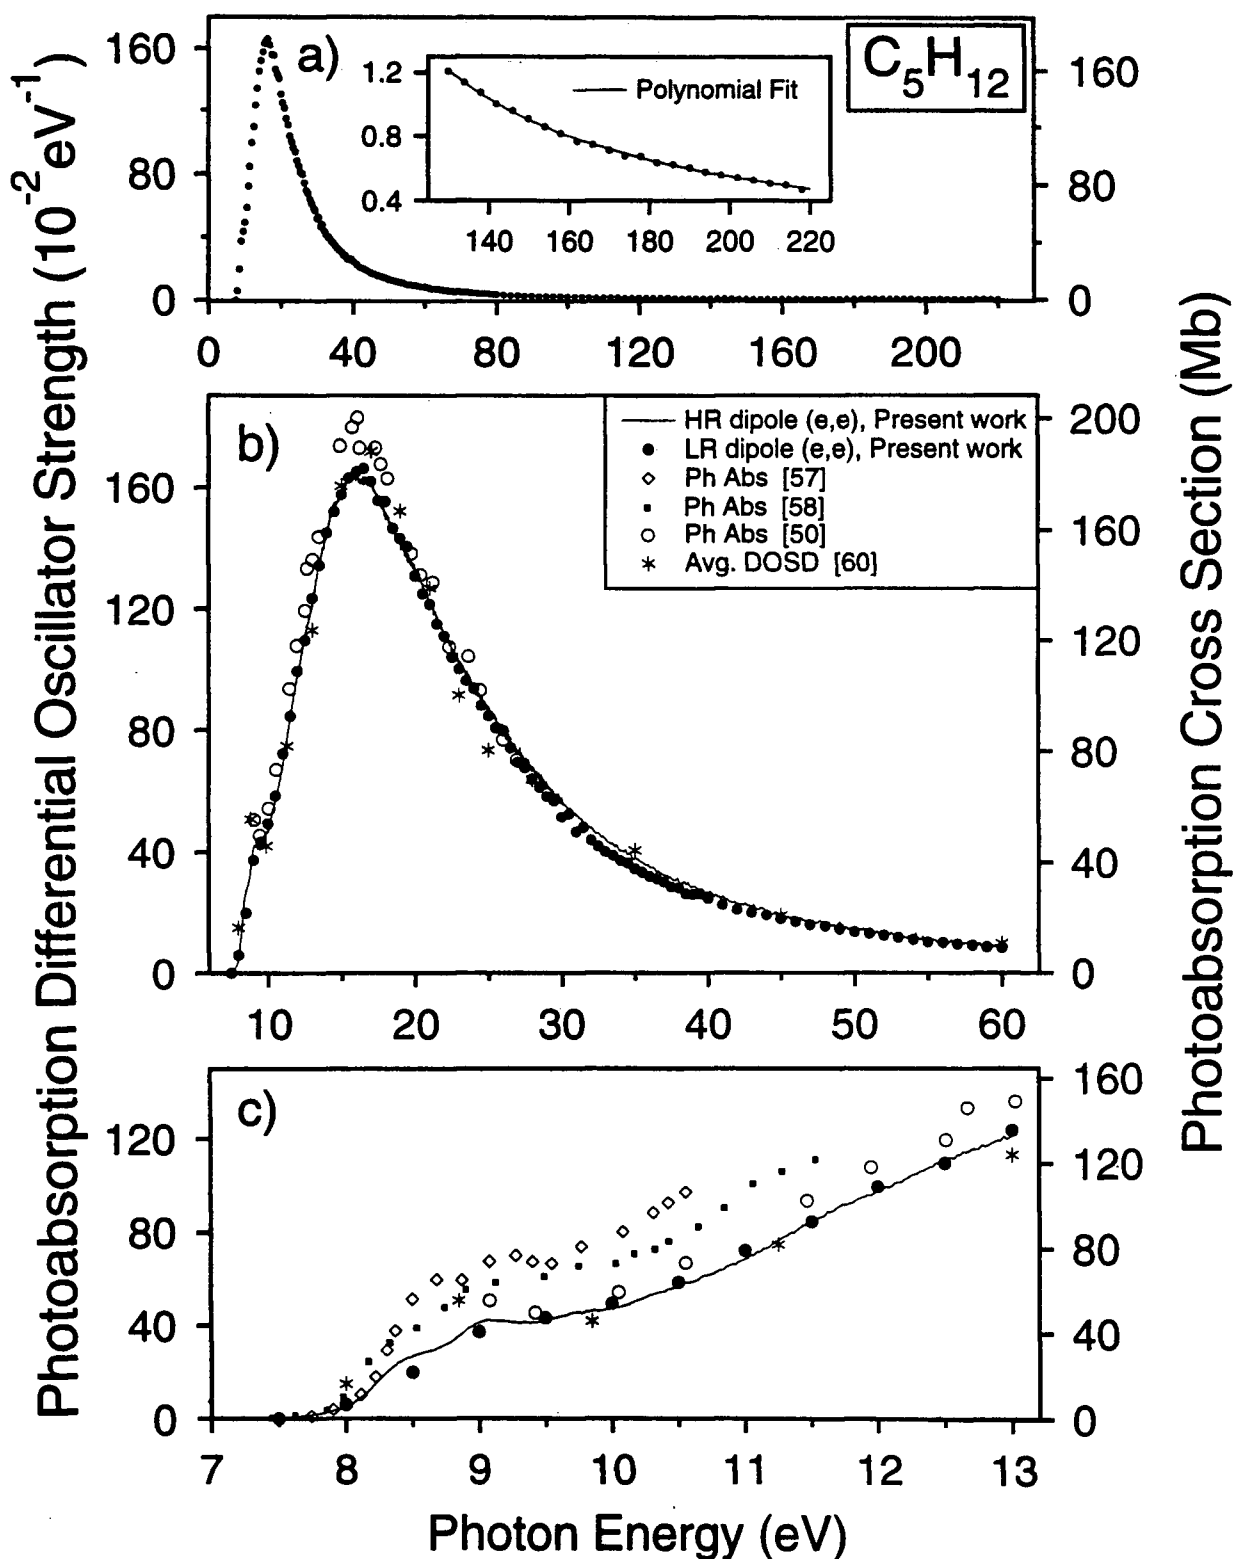 Photoabsorption Differential Oscillator Strength (10⁻² eV⁻¹)
Photoabsorption Cross Section (Mb)
a)
C₅H₁₂
160
80
0
160
80
0
1.2
0.8
0.4
Polynomial Fit
140 160 180 200 220
0 40 80 120 160 200
b)
HR dipole (e,e), Present work
LR dipole (e,e), Present work
Ph Abs [57]
Ph Abs [58]
Ph Abs [50]
Avg. DOSD [60]
160
120
80
40
0
200
160
120
80
40
0
10 20 30 40 50 60
c)
120
80
40
0
160
120
80
40
0
7 8 9 10 11 12 13
Photon Energy (eV)